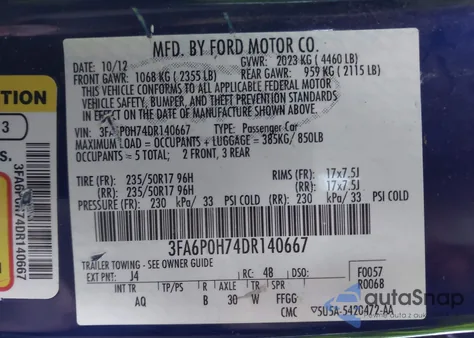 MFD. BY FORD MOTOR CO.
DATE: 10/12 GVWR: 2023 KG ( 4460 LB)
FRONT GAWR: 1068 KG ( 2355 LB) REAR GAWR: 959 KG ( 2115 LB)
THIS VEHICLE CONFORMS TO ALL APPLICABLE FEDERAL MOTOR
VEHICLE SAFETY, BUMPER, AND THEFT PREVENTION STANDARDS
IN EFFECT ON THE DATE OF MANUFACTURE SHOWN ABOVE.
VIN: 3FA6P0H74DR140667 TYPE: Passenger Car
MAXIMUM LOAD = OCCUPANTS + LUGGAGE = 385KG/ 850LB
OCCUPANTS = 5 TOTAL; 2 FRONT, 3 REAR
TIRE (FR): 235/50R17 96H RIMS (FR): 17x7.5J
(RR): 235/50R17 96H (RR): 17x7.5J
PRESSURE (FR): 230 kPa/ 33 PSI COLD (RR): 230 kPa/ 33 PSI COLD
3FA6P0H74DR140667
TRAILER TOWING - SEE OWNER GUIDE
EXT PNT: J4 RC: 48 DSO: F0057
R0068
INT TR TP/PS R AXLE TR SPR
AQ B 30 W FFGG
CMC SU5A-5420472-AA
TION
3
S.
3FA6P0H74DR140667
autoSnap